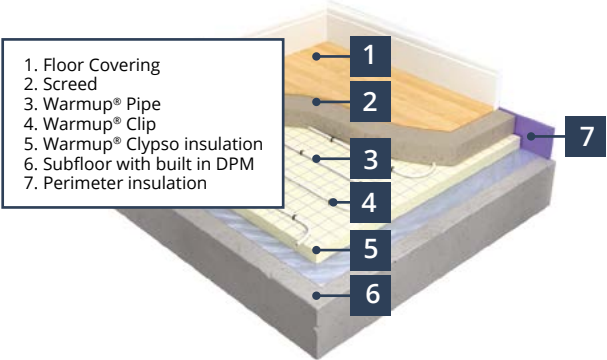 1. Floor Covering
2. Screed
3. Warmup® Pipe
4. Warmup® Clip
5. Warmup® Clypso insulation
6. Subfloor with built in DPM
7. Perimeter insulation
1
2
3
4
5
6
7